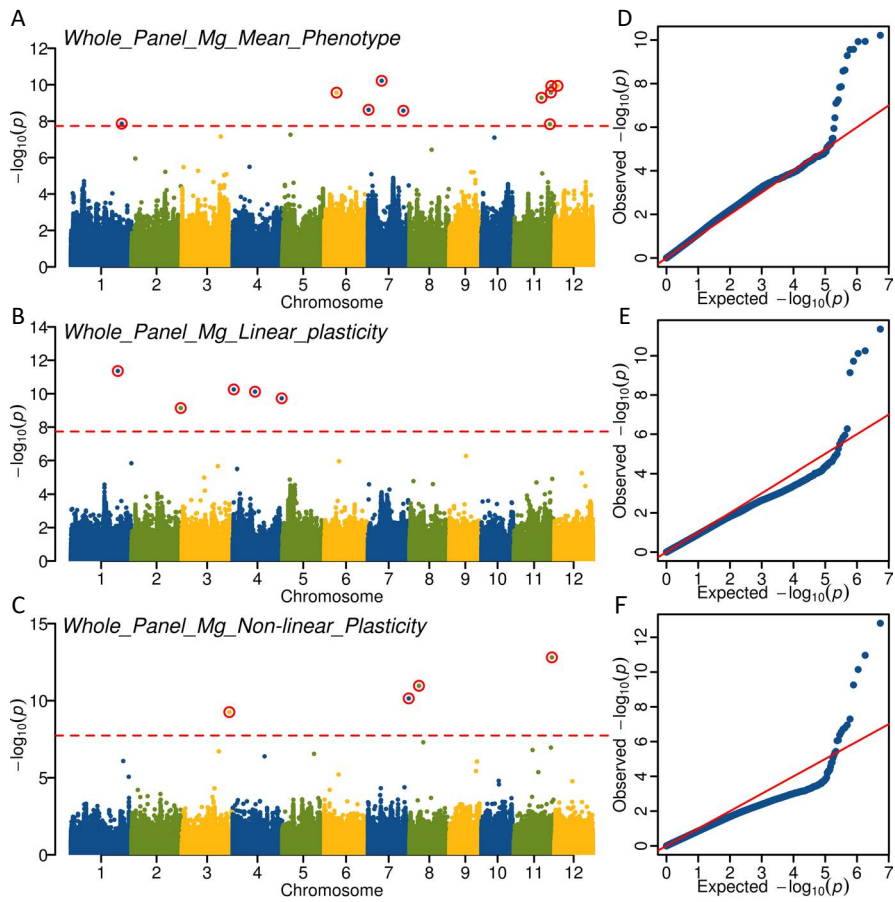 A
Whole_Panel_Mg_Mean_Phenotype
12
10
8
6
4
2
0
−log10(p)
1 2 3 4 5 6 7 8 9 10 11 12
Chromosome
D
10
8
6
4
2
0
Observed −log10(p)
0 1 2 3 4 5 6 7
Expected −log10(p)
B
Whole_Panel_Mg_Linear_plasticity
14
12
10
8
6
4
2
0
−log10(p)
1 2 3 4 5 6 7 8 9 10 11 12
Chromosome
E
10
8
6
4
2
0
Observed −log10(p)
0 1 2 3 4 5 6 7
Expected −log10(p)
C
Whole_Panel_Mg_Non-linear_Plasticity
15
10
5
0
−log10(p)
1 2 3 4 5 6 7 8 9 10 11 12
Chromosome
F
12
10
8
6
4
2
0
Observed −log10(p)
0 1 2 3 4 5 6 7
Expected −log10(p)